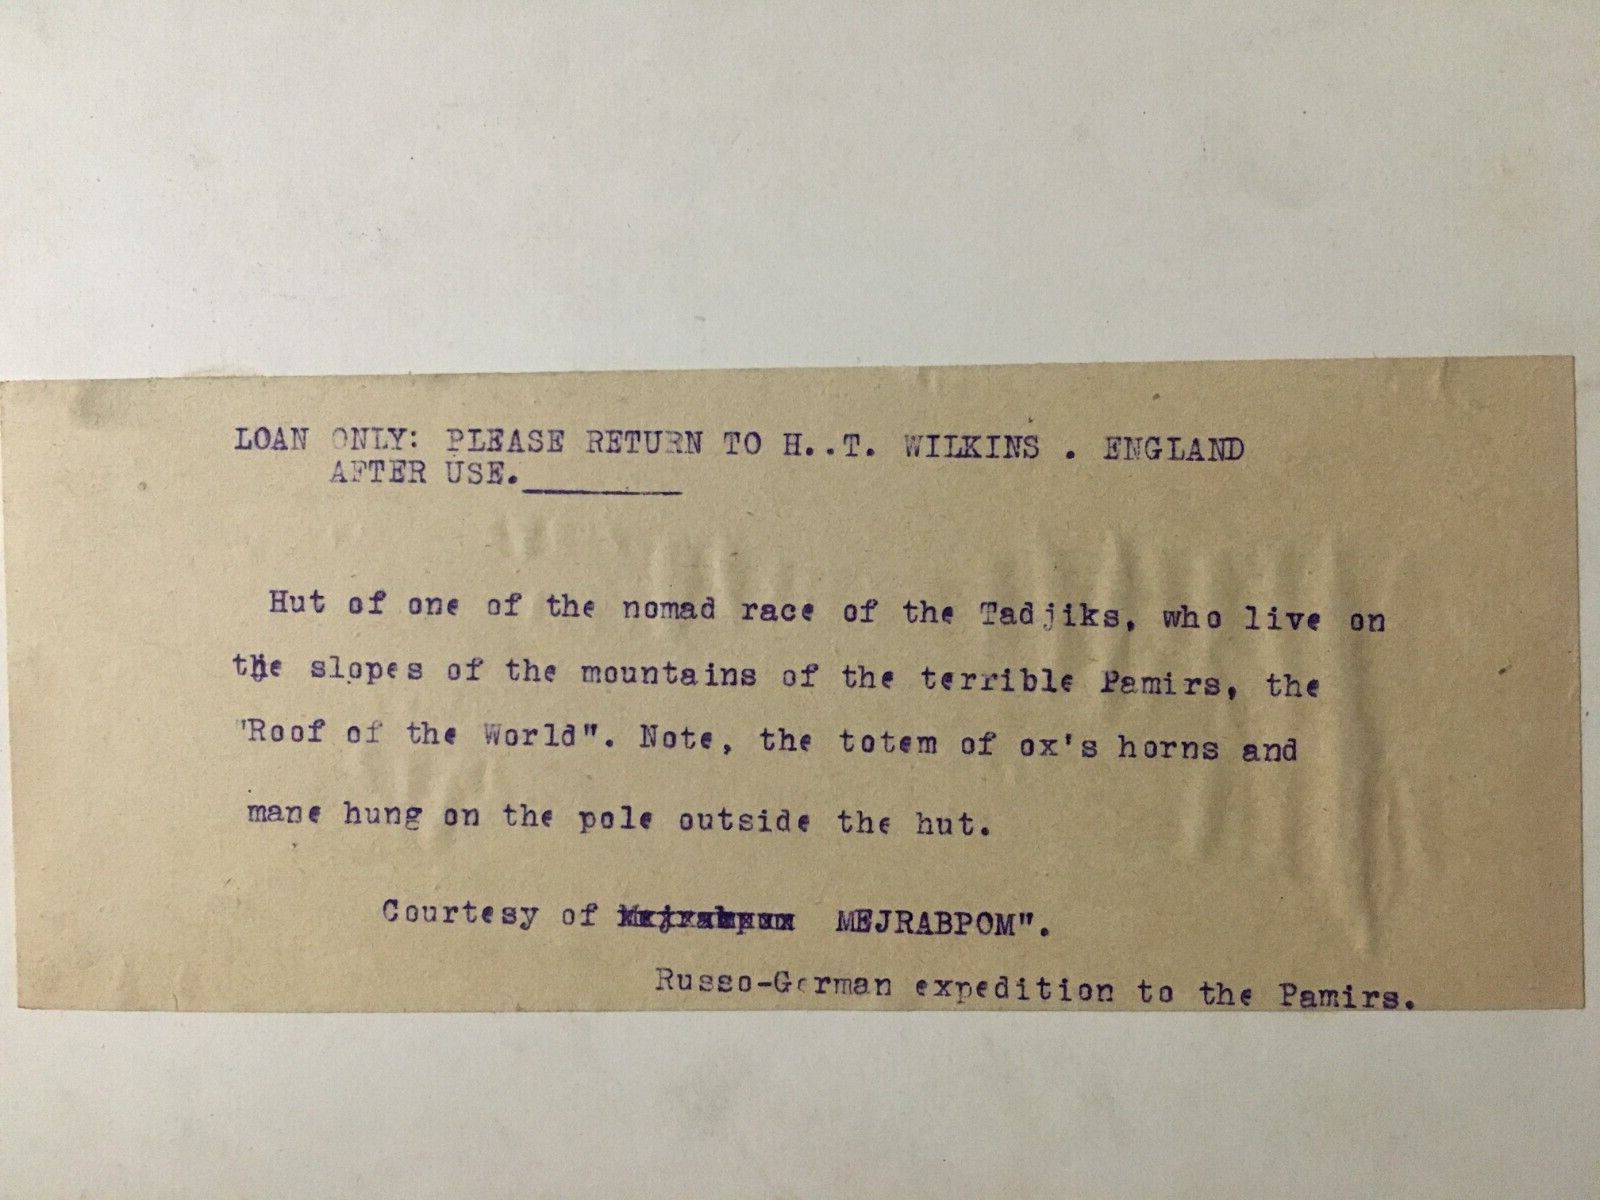 LOAN ONLY: PLEASE RETURN TO H..T. WILKINS . ENGLAND
AFTER USE.________
Hut of one of the nomad race of the Tadjiks, who live on
the slopes of the mountains of the terrible Pamirs, the
"Roof of the World". Note, the totem of ox's horns and
mane hung on the pole outside the hut.
Courtesy of Mejrabpom MEJRABPOM".
Russo-German expedition to the Pamirs.